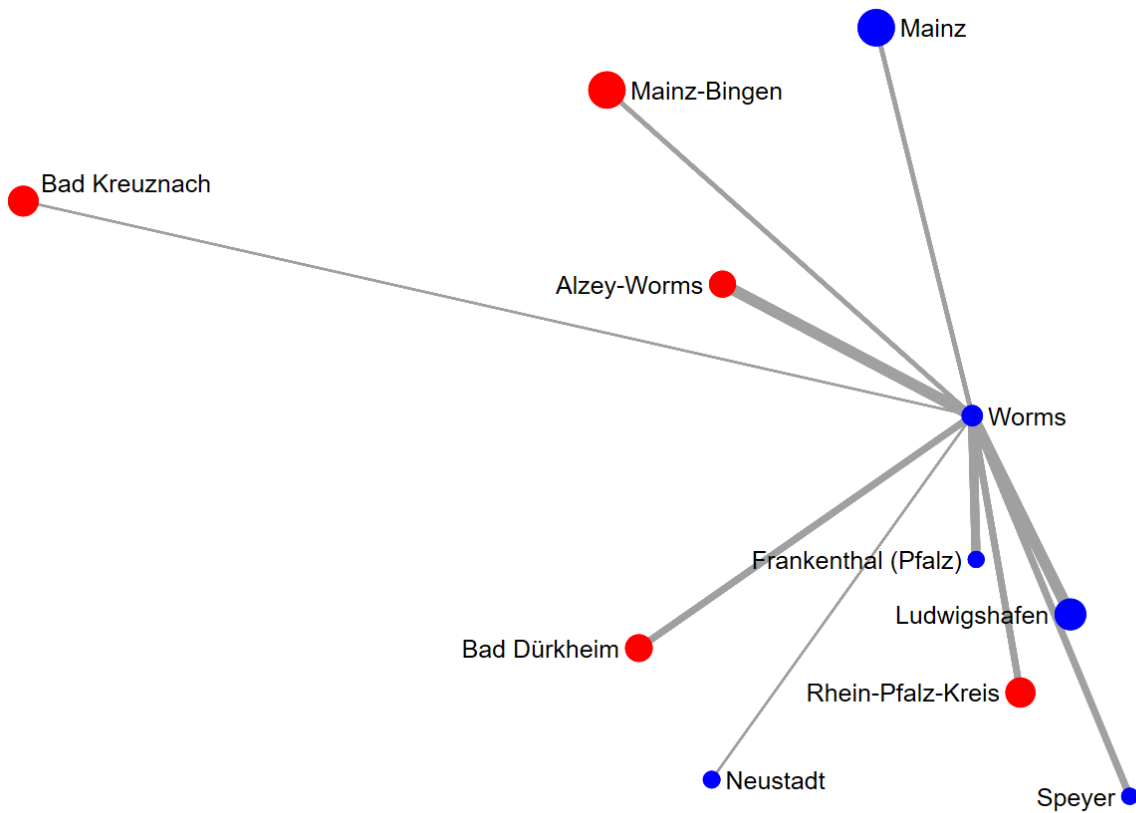 Mainz
Mainz-Bingen
Bad Kreuznach
Alzey-Worms
Worms
Frankenthal (Pfalz)
Ludwigshafen
Bad Dürkheim
Rhein-Pfalz-Kreis
Neustadt
Speyer